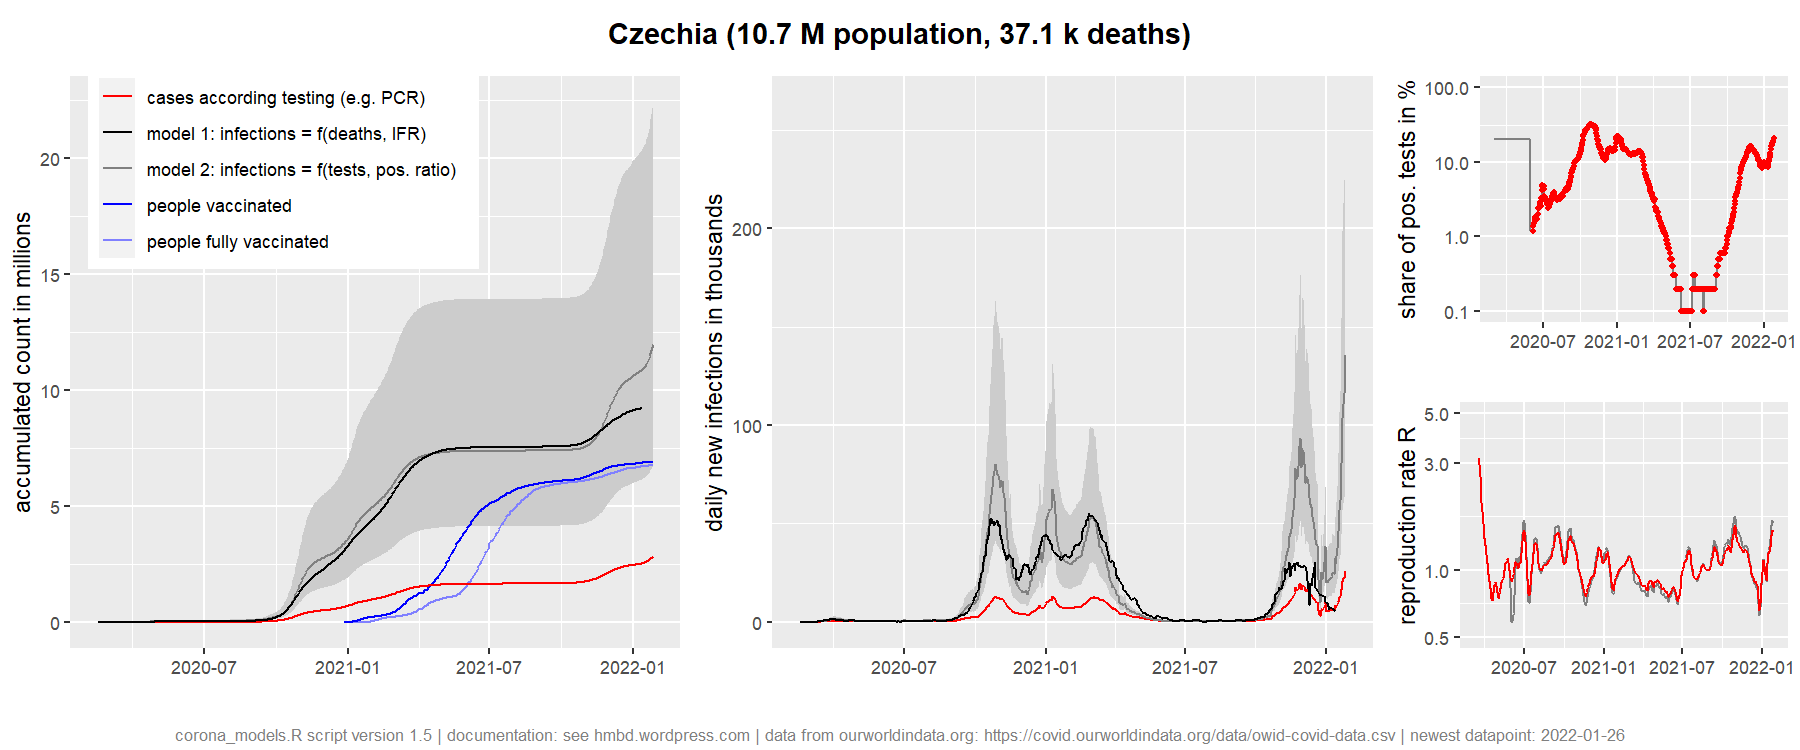 Czechia (10.7 M population, 37.1 k deaths)
accumulated count in millions
20
15
10
5
0
cases according testing (e.g. PCR)
model 1: infections = f(deaths, IFR)
model 2: infections = f(tests, pos. ratio)
people vaccinated
people fully vaccinated
2020-07 2021-01 2021-07 2022-01
daily new infections in thousands
200
100
0
2020-07 2021-01 2021-07 2022-01
share of pos. tests in %
100.0
10.0
1.0
0.1
2020-07 2021-01 2021-07 2022-01
reproduction rate R
5.0
3.0
1.0
0.5
2020-07 2021-01 2021-07 2022-01
corona_models.R script version 1.5 | documentation: see hmbd.wordpress.com | data from ourworldindata.org: https://covid.ourworldindata.org/data/owid-covid-data.csv | newest datapoint: 2022-01-26